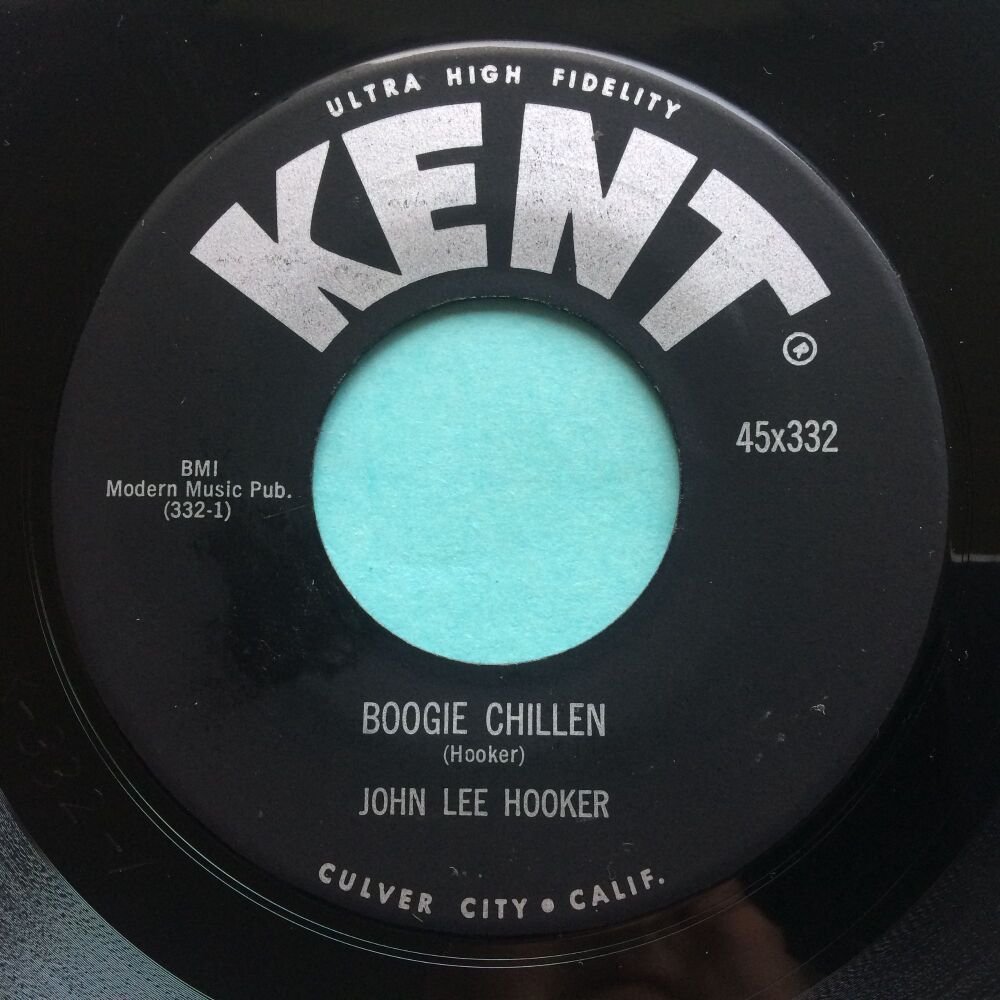 ULTRA HIGH FIDELITY
KENT
®
45x332
BMI
Modern Music Pub.
(332-1)
BOOGIE CHILLEN
(Hooker)
JOHN LEE HOOKER
CULVER CITY • CALIF.